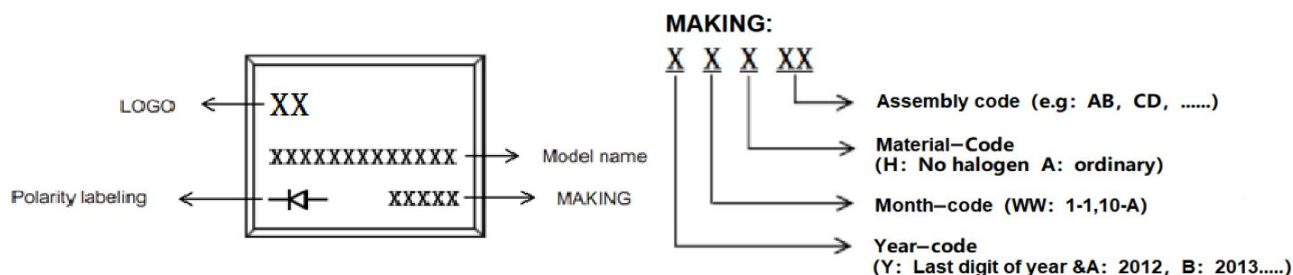 MAKING:
X X X XX
LOGO
XX
XXXXXXXXXXXXX
Model name
Polarity labeling
XXXXX
MAKING
Assembly code (e.g: AB, CD, ......)
Material-Code
(H: No halogen A: ordinary)
Month-code (WW: 1-1,10-A)
Year-code
(Y: Last digit of year &A: 2012, B: 2013.....)